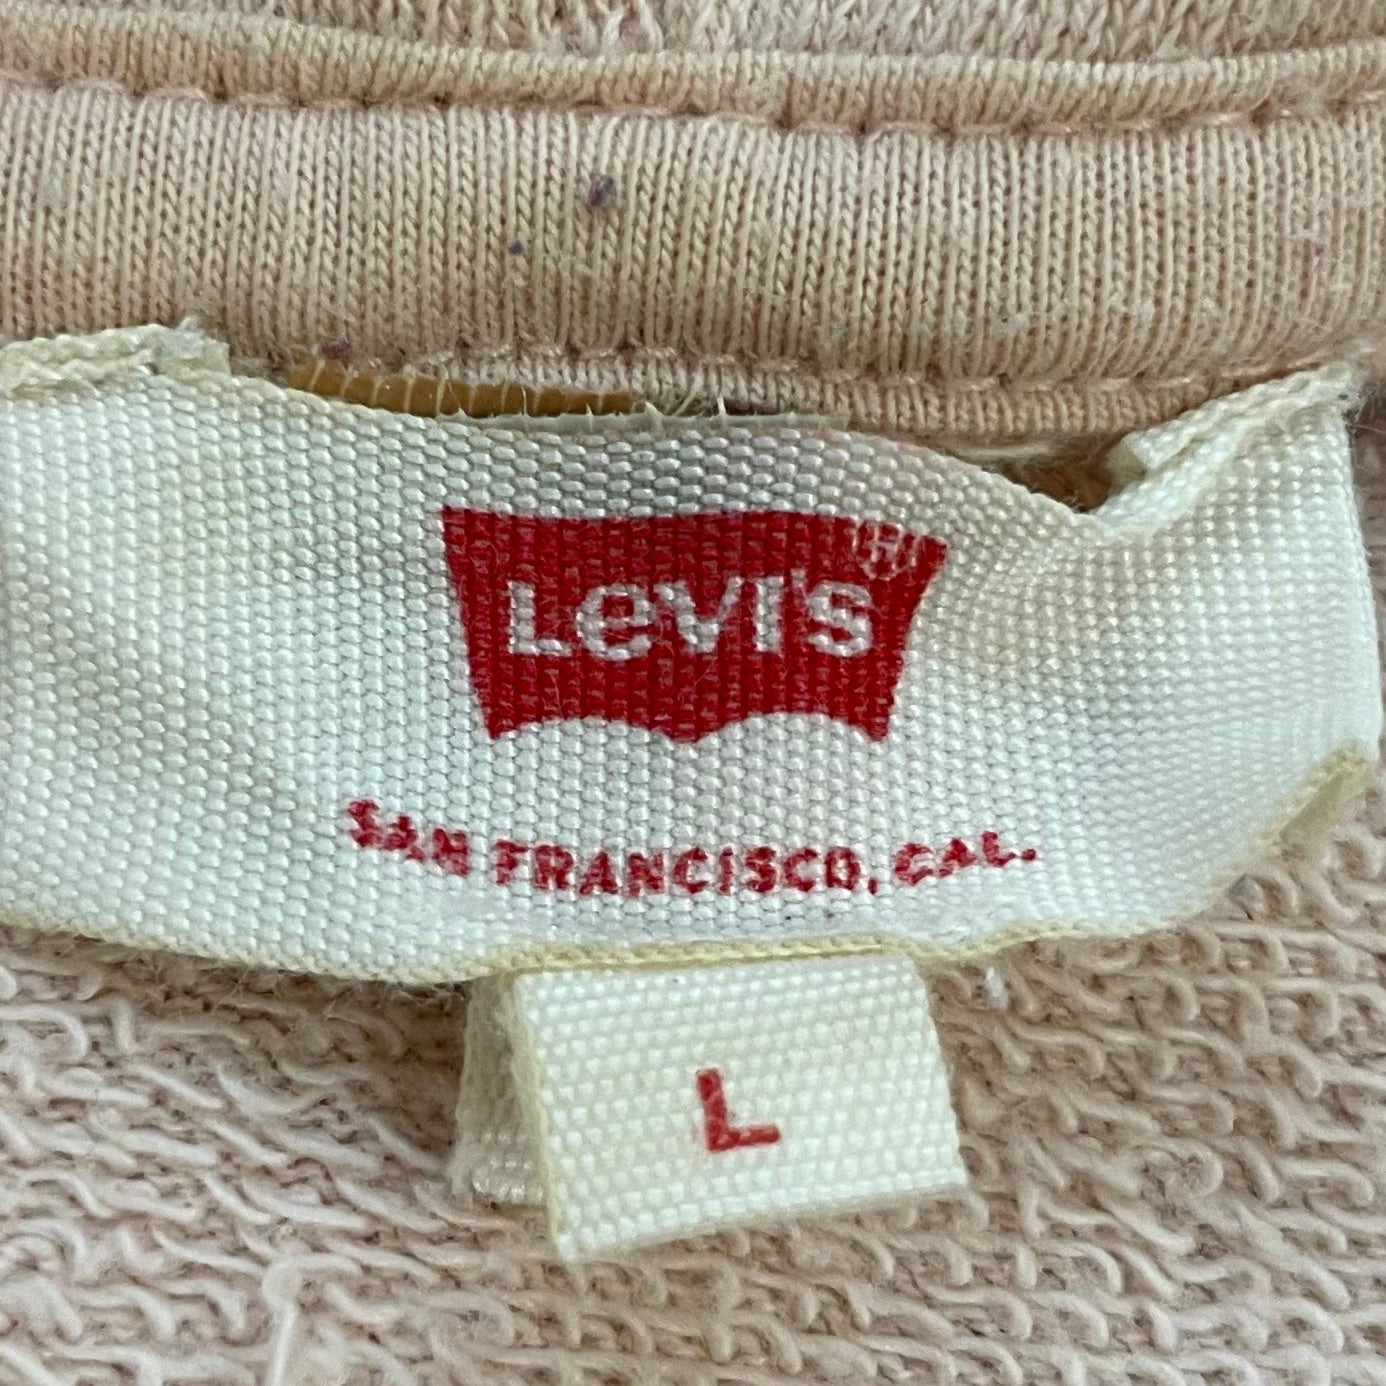 Levi's
SAN FRANCISCO, CAL.
L